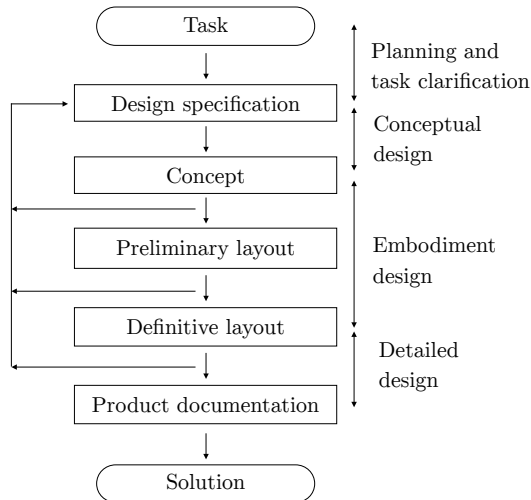 Task
Planning and
task clarification
Design specification
Conceptual
design
Concept
Preliminary layout
Embodiment
design
Definitive layout
Detailed
design
Product documentation
Solution